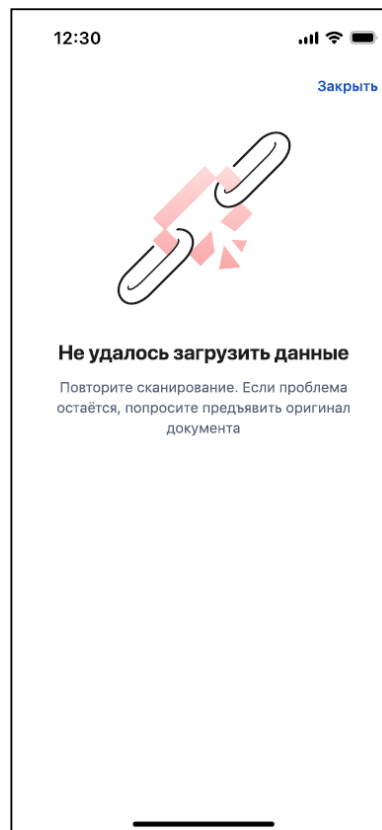 12:30
Закрыть
Не удалось загрузить данные
Повторите сканирование. Если проблема
остаётся, попросите предъявить оригинал
документа